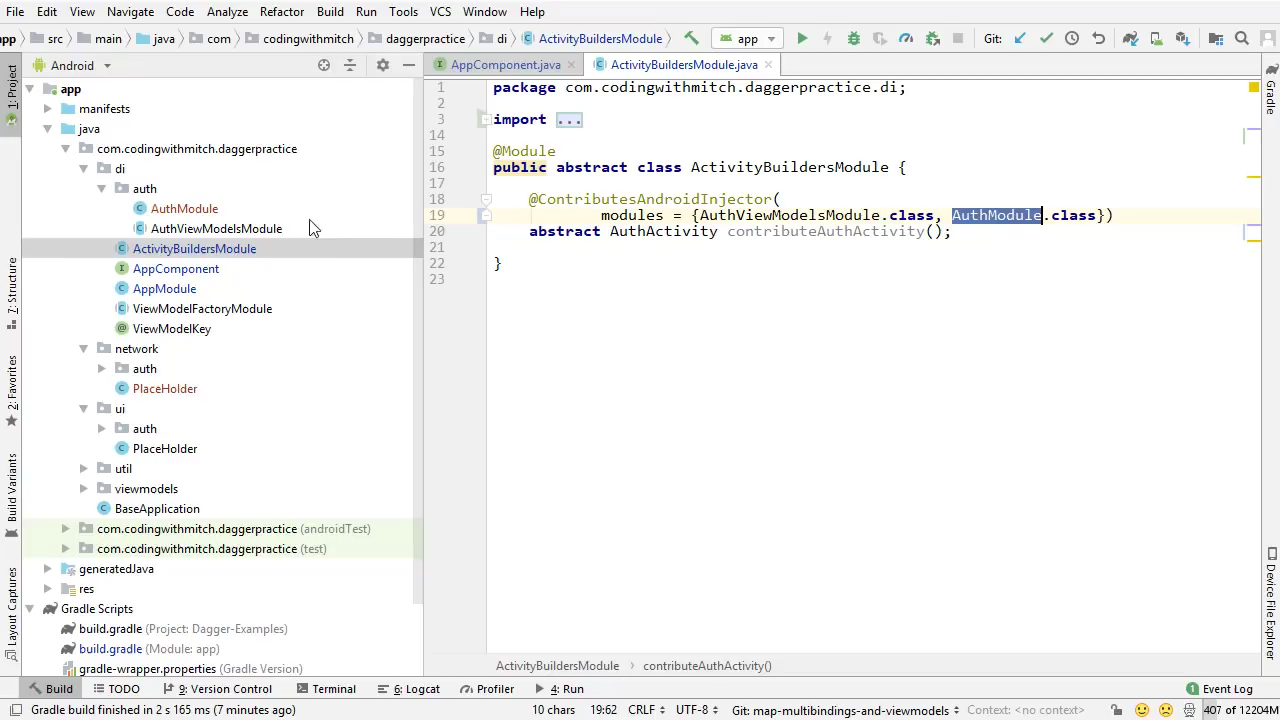 File Edit View Navigate Code Analyze Refactor Build Run Tools VCS Window Help
app src main java com codingwithmitch daggerpractice di ActivityBuildersModule app Git:
Android
AppComponent.java ActivityBuildersModule.java
1: Project
7: Structure
2: Favorites
Build Variants
Layout Captures
app
manifests
java
com.codingwithmitch.daggerpractice
di
auth
AuthModule
AuthViewModelsModule
ActivityBuildersModule
AppComponent
AppModule
ViewModelFactoryModule
ViewModelKey
network
auth
PlaceHolder
ui
auth
PlaceHolder
util
viewmodels
BaseApplication
com.codingwithmitch.daggerpractice (androidTest)
com.codingwithmitch.daggerpractice (test)
generatedJava
res
Gradle Scripts
build.gradle (Project: Dagger-Examples)
build.gradle (Module: app)
gradle-wrapper.properties (Gradle Version)
1 package com.codingwithmitch.daggerpractice.di;
2
3 import ...
14
15 @Module
16 public abstract class ActivityBuildersModule {
17
18 @ContributesAndroidInjector(
19 modules = {AuthViewModelsModule.class, AuthModule.class})
20 abstract AuthActivity contributeAuthActivity();
21
22 }
23
Gradle
Device File Explorer
ActivityBuildersModule contributeAuthActivity()
Build TODO 9: Version Control Terminal 6: Logcat Profiler 4: Run Event Log
Gradle build finished in 2 s 165 ms (7 minutes ago) 10 chars 19:62 CRLF UTF-8 Git: map-multibindings-and-viewmodels Context: <no context> 407 of 12204M